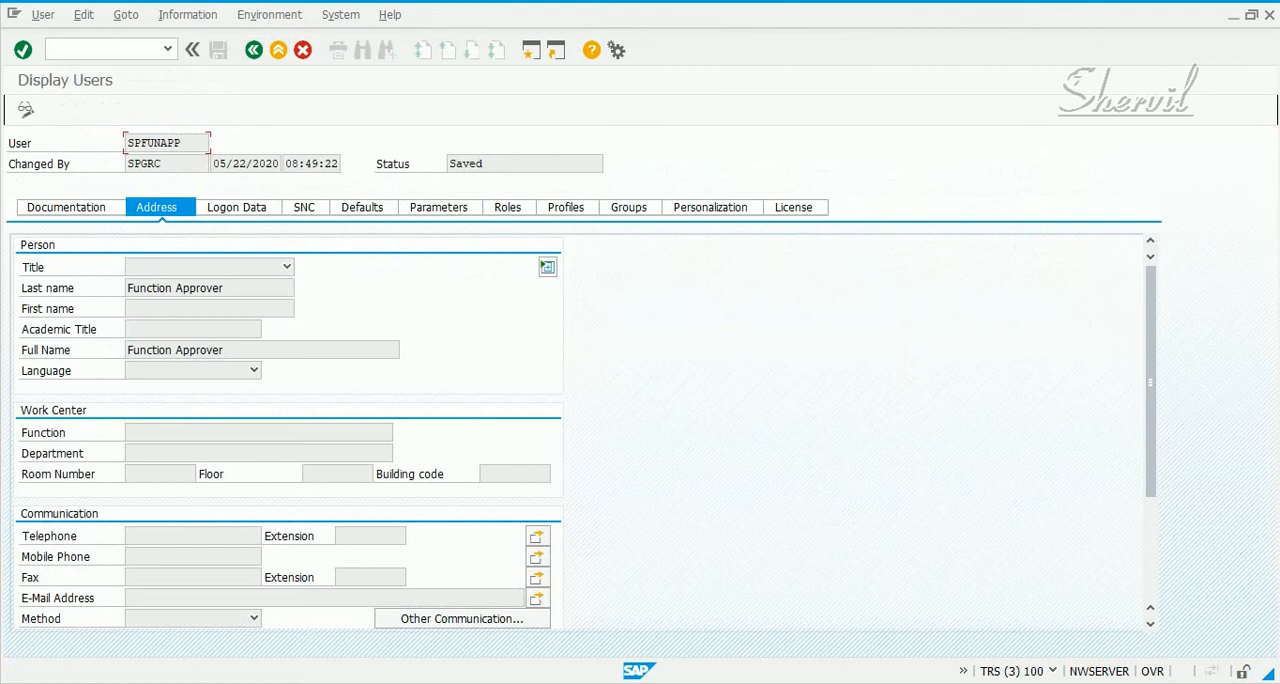 User Edit Goto Information Environment System Help
Display Users
Shervil
User SPFUNAPP
Changed By SPGRC 05/22/2020 08:49:22 Status Saved
Documentation Address Logon Data SNC Defaults Parameters Roles Profiles Groups Personalization License
Person
Title
Last name Function Approver
First name
Academic Title
Full Name Function Approver
Language
Work Center
Function
Department
Room Number Floor Building code
Communication
Telephone Extension
Mobile Phone
Fax Extension
E-Mail Address
Method Other Communication...
SAP TRS (3) 100 NWSERVER OVR